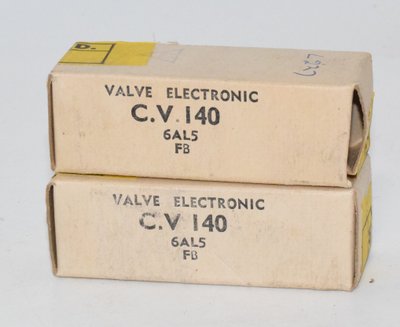 D.
VALVE ELECTRONIC
C.V. 140
6AL5
FB
VALVE ELECTRONIC
C.V. 140
6AL5
FB